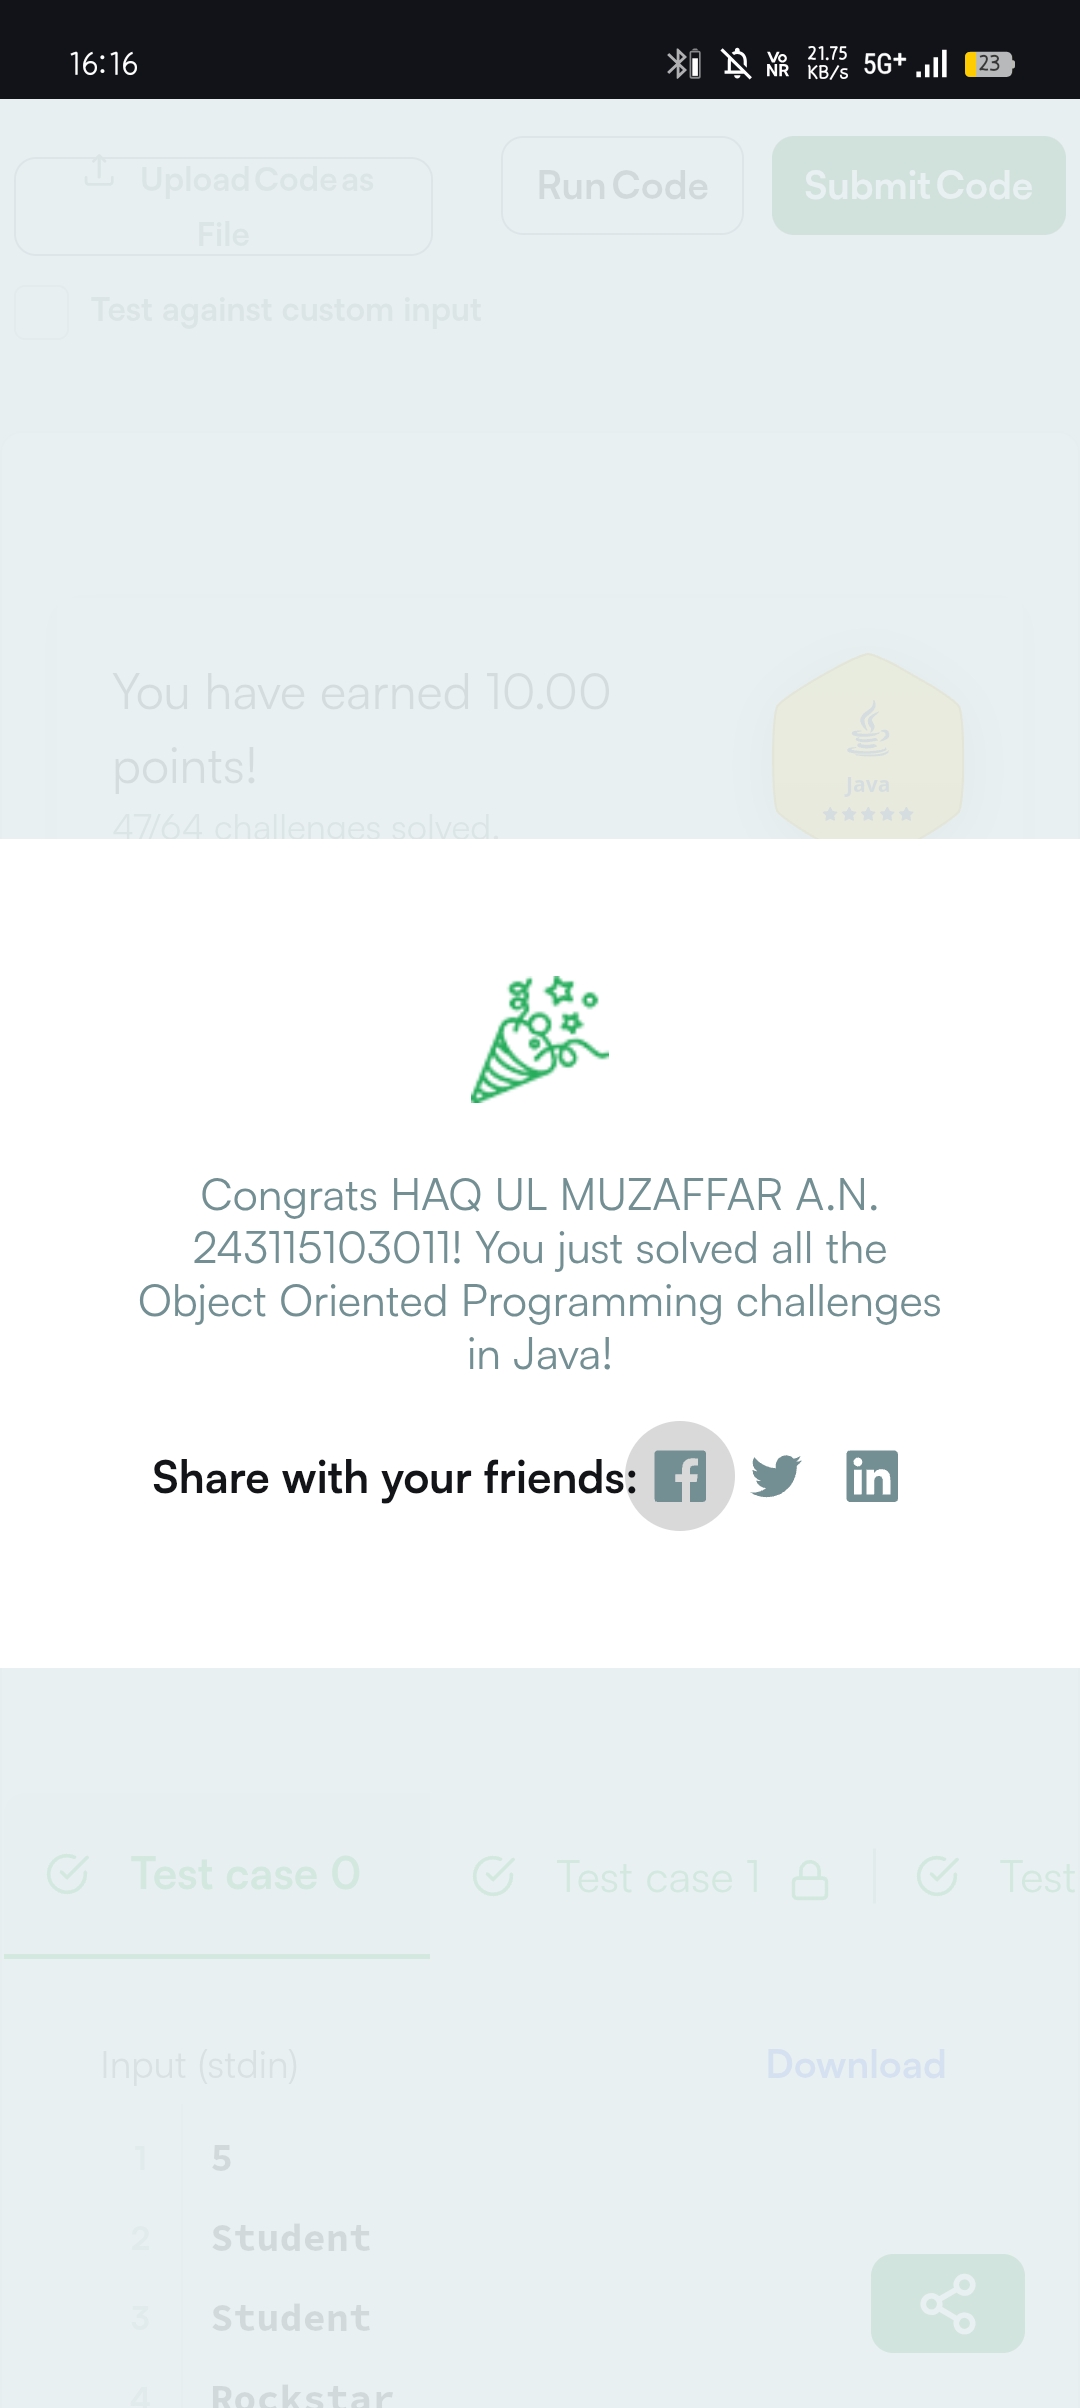 16:16
Vo
NR
21.75
KB/s
5G+
23
Upload Code as
File
Run Code
Submit Code
Test against custom input
You have earned 10.00
points!
47/64 challenges solved.
Java
Congrats HAQ UL MUZAFFAR A.N.
243115103011! You just solved all the
Object Oriented Programming challenges
in Java!
Share with your friends:
Test case 0
Test case 1
Test
Input (stdin)
Download
1 5
2 Student
3 Student
4 Rockstar